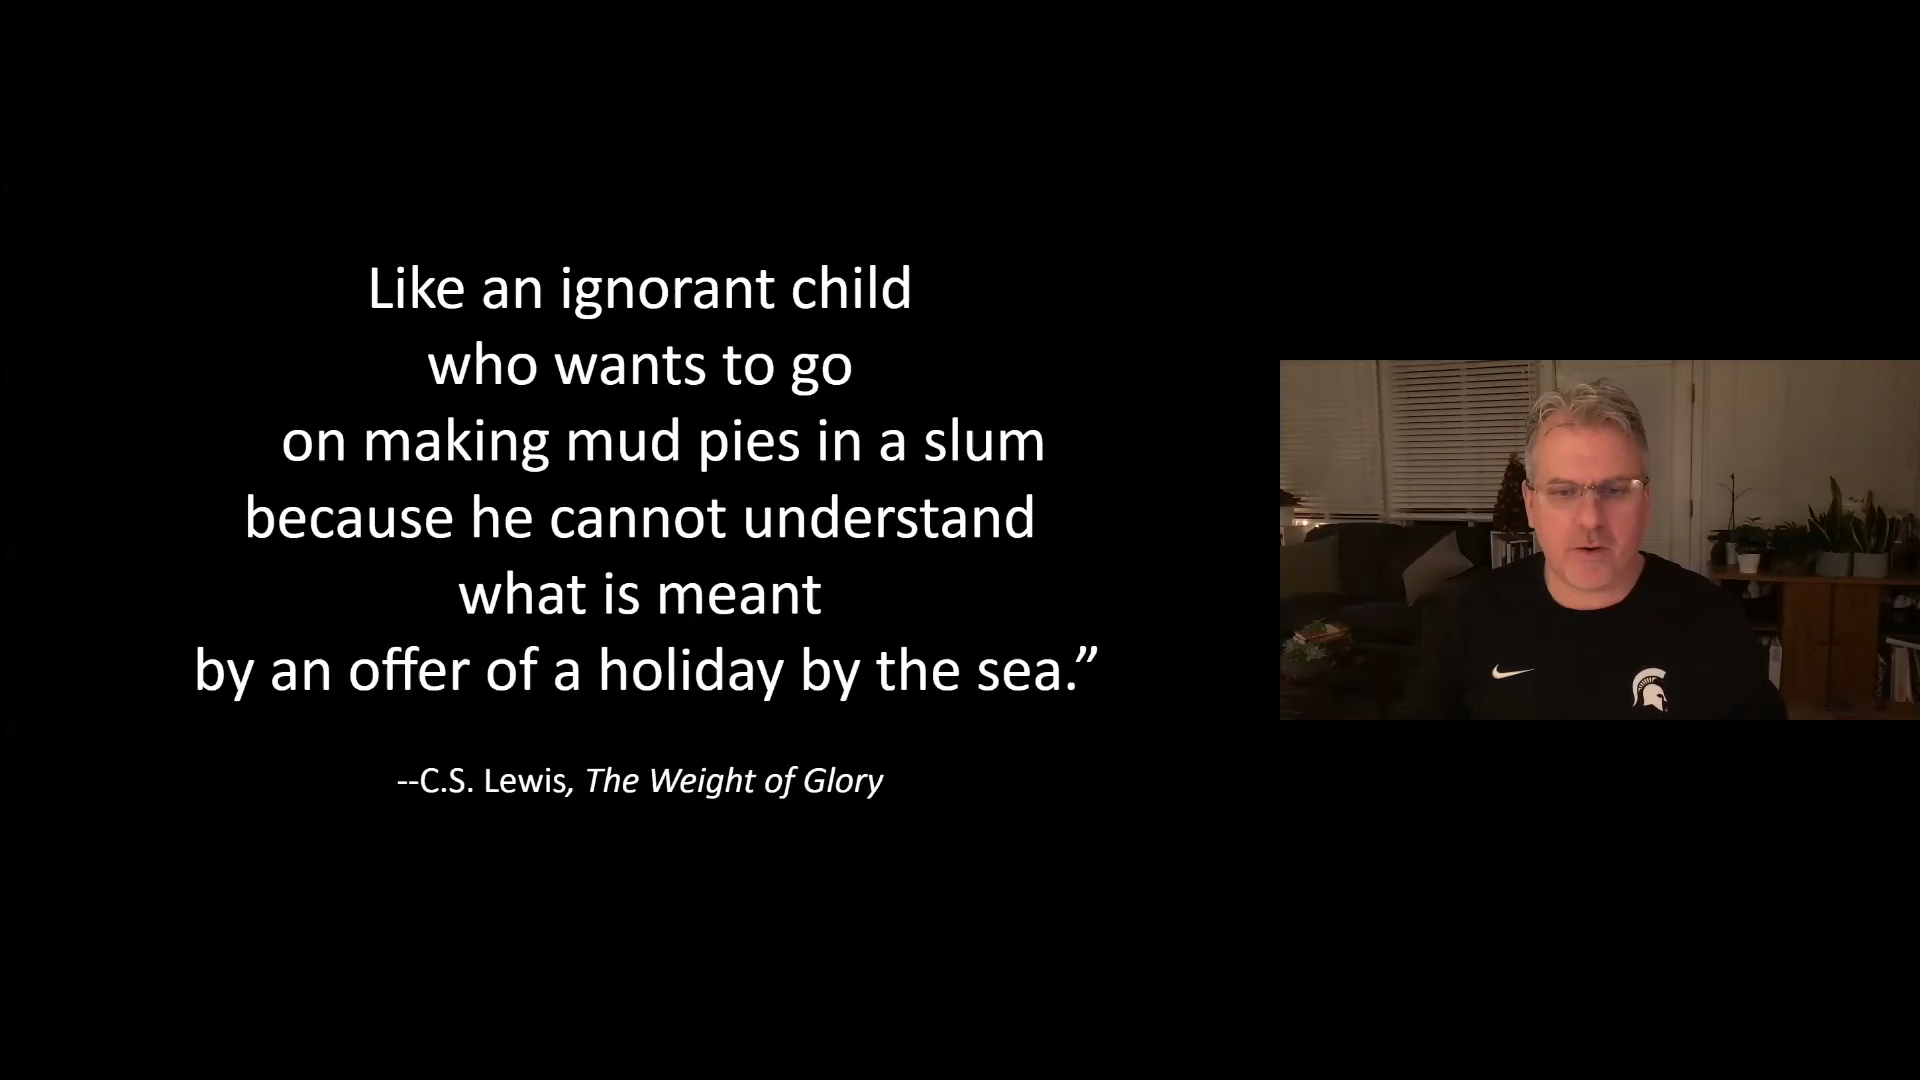 Like an ignorant child
who wants to go
on making mud pies in a slum
because he cannot understand
what is meant
by an offer of a holiday by the sea.”
--C.S. Lewis, The Weight of Glory